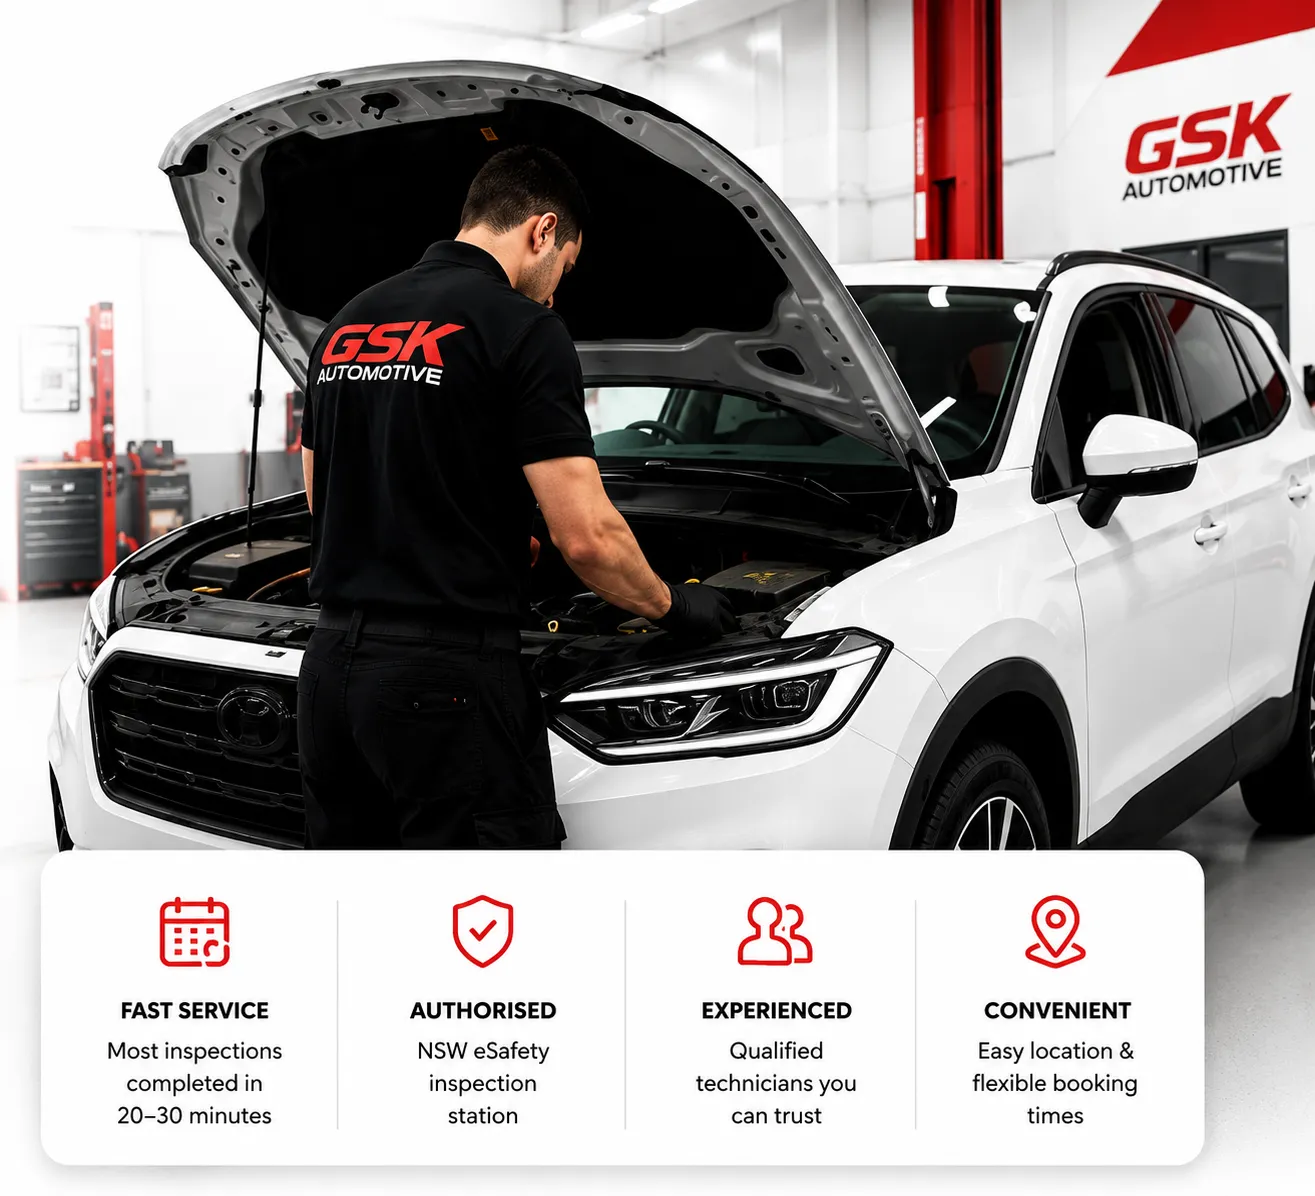 GSK
AUTOMOTIVE
GSK
AUTOMOTIVE
FAST SERVICE
Most inspections
completed in
20–30 minutes
AUTHORISED
NSW eSafety
inspection
station
EXPERIENCED
Qualified
technicians you
can trust
CONVENIENT
Easy location &
flexible booking
times